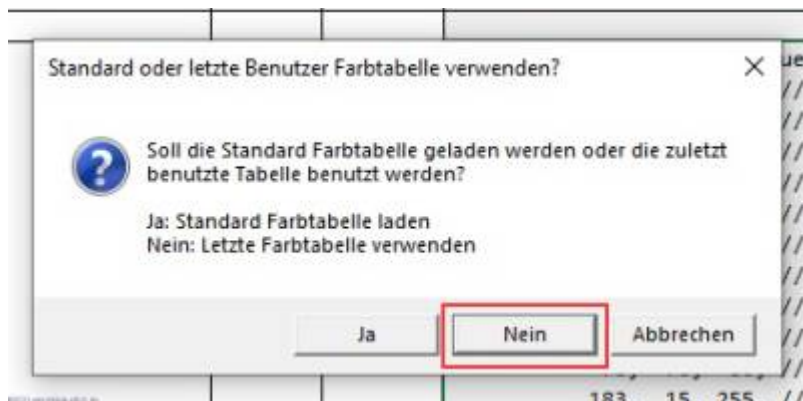 Standard oder letzte Benutzer Farbtabelle verwenden?
ue
//
//
Soll die Standard Farbtabelle geladen werden oder die zuletzt
//
benutzte Tabelle benutzt werden?
//
//
Ja: Standard Farbtabelle laden
//
Nein: Letzte Farbtabelle verwenden
//
//
//
Ja Nein Abbrechen
//
//
183 15 255 //